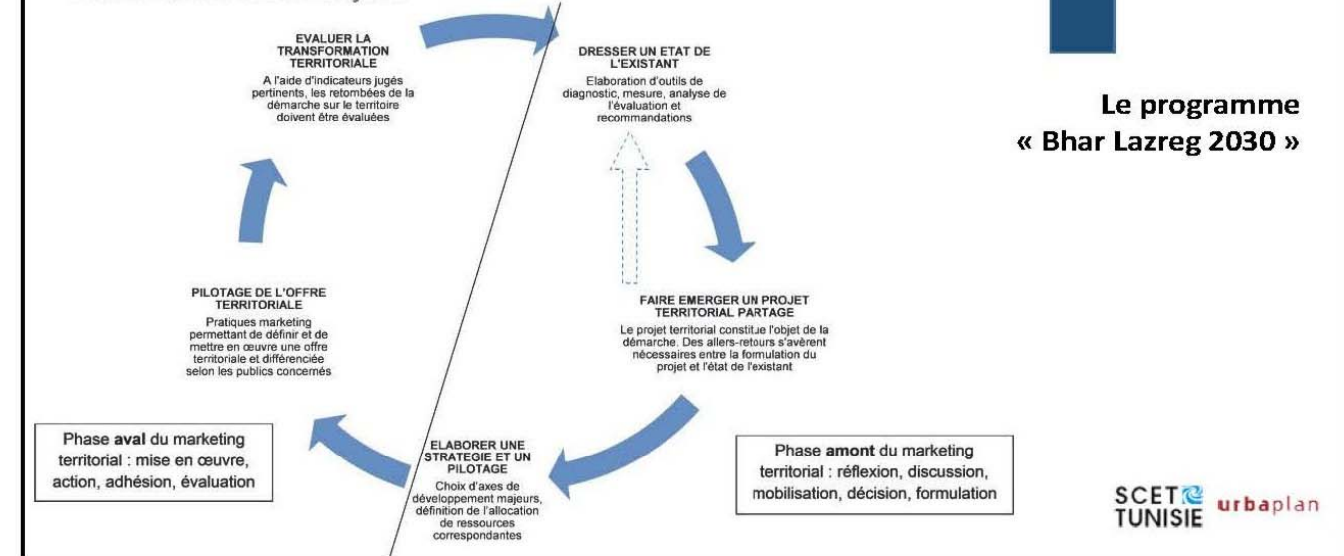 EVALUER LA
TRANSFORMATION
TERRITORIALE
A l'aide d'indicateurs jugés
pertinents, les retombées de la
démarche sur le territoire
doivent être évaluées
DRESSER UN ETAT DE
L'EXISTANT
Elaboration d'outils de
diagnostic, mesure, analyse de
l'évaluation et
recommandations
Le programme
« Bhar Lazreg 2030 »
PILOTAGE DE L'OFFRE
TERRITORIALE
Pratiques marketing
permettant de définir et de
mettre en œuvre une offre
territoriale et différenciée
selon les publics concernés
FAIRE EMERGER UN PROJET
TERRITORIAL PARTAGE
Le projet territorial constitue l'objet de la
démarche. Des allers-retours s'avèrent
nécessaires entre la formulation du
projet et l'état de l'existant
Phase aval du marketing
territorial : mise en œuvre,
action, adhésion, évaluation
ELABORER UNE
STRATEGIE ET UN
PILOTAGE
Choix d'axes de
développement majeurs,
définition de l'allocation
de ressources
correspondantes
Phase amont du marketing
territorial : réflexion, discussion,
mobilisation, décision, formulation
SCET
TUNISIE
urbaplan